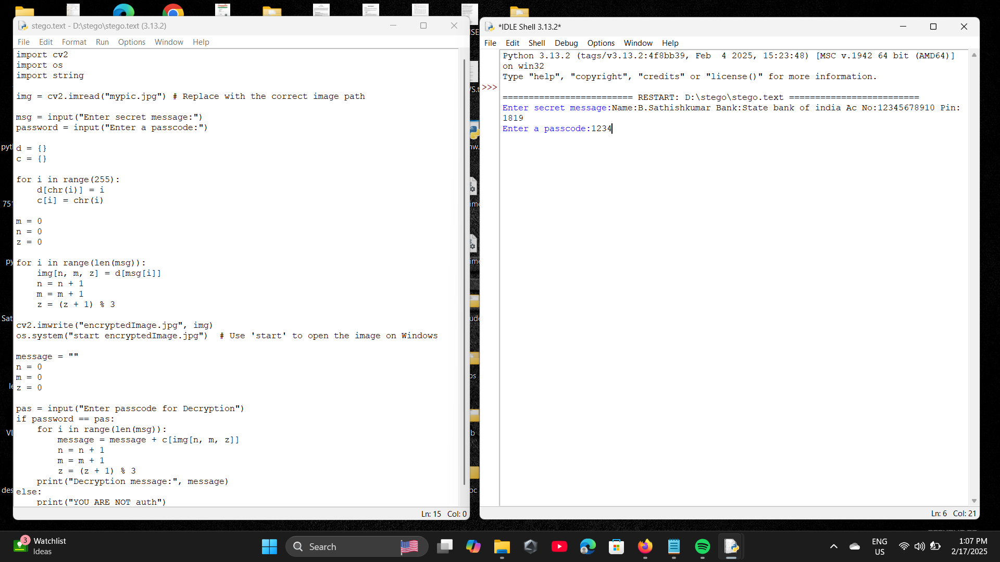 stego.text - D:\stego\stego.text (3.13.2)
File Edit Format Run Options Window Help
import cv2
import os
import string
img = cv2.imread("mypic.jpg") # Replace with the correct image path
msg = input("Enter secret message:")
password = input("Enter a passcode:")
d = {}
c = {}
for i in range(255):
    d[chr(i)] = i
    c[i] = chr(i)
m = 0
n = 0
z = 0
for i in range(len(msg)):
    img[n, m, z] = d[msg[i]]
    n = n + 1
    m = m + 1
    z = (z + 1) % 3
cv2.imwrite("encryptedImage.jpg", img)
os.system("start encryptedImage.jpg")  # Use 'start' to open the image on Windows
message = ""
n = 0
m = 0
z = 0
pas = input("Enter passcode for Decryption")
if password == pas:
    for i in range(len(msg)):
        message = message + c[img[n, m, z]]
        n = n + 1
        m = m + 1
        z = (z + 1) % 3
    print("Decryption message:", message)
else:
    print("YOU ARE NOT auth")
Ln: 15 Col: 0
*IDLE Shell 3.13.2*
File Edit Shell Debug Options Window Help
Python 3.13.2 (tags/v3.13.2:4f8bb39, Feb  4 2025, 15:23:48) [MSC v.1942 64 bit (AMD64)]
on win32
Type "help", "copyright", "credits" or "license()" for more information.
>>>
========================= RESTART: D:\stego\stego.text =========================
Enter secret message:Name:B.Sathishkumar Bank:State bank of india Ac No:12345678910 Pin:
1819
Enter a passcode:1234
Ln: 6 Col: 21
3 Watchlist
Ideas
Search
ENG
US
1:07 PM
2/17/2025